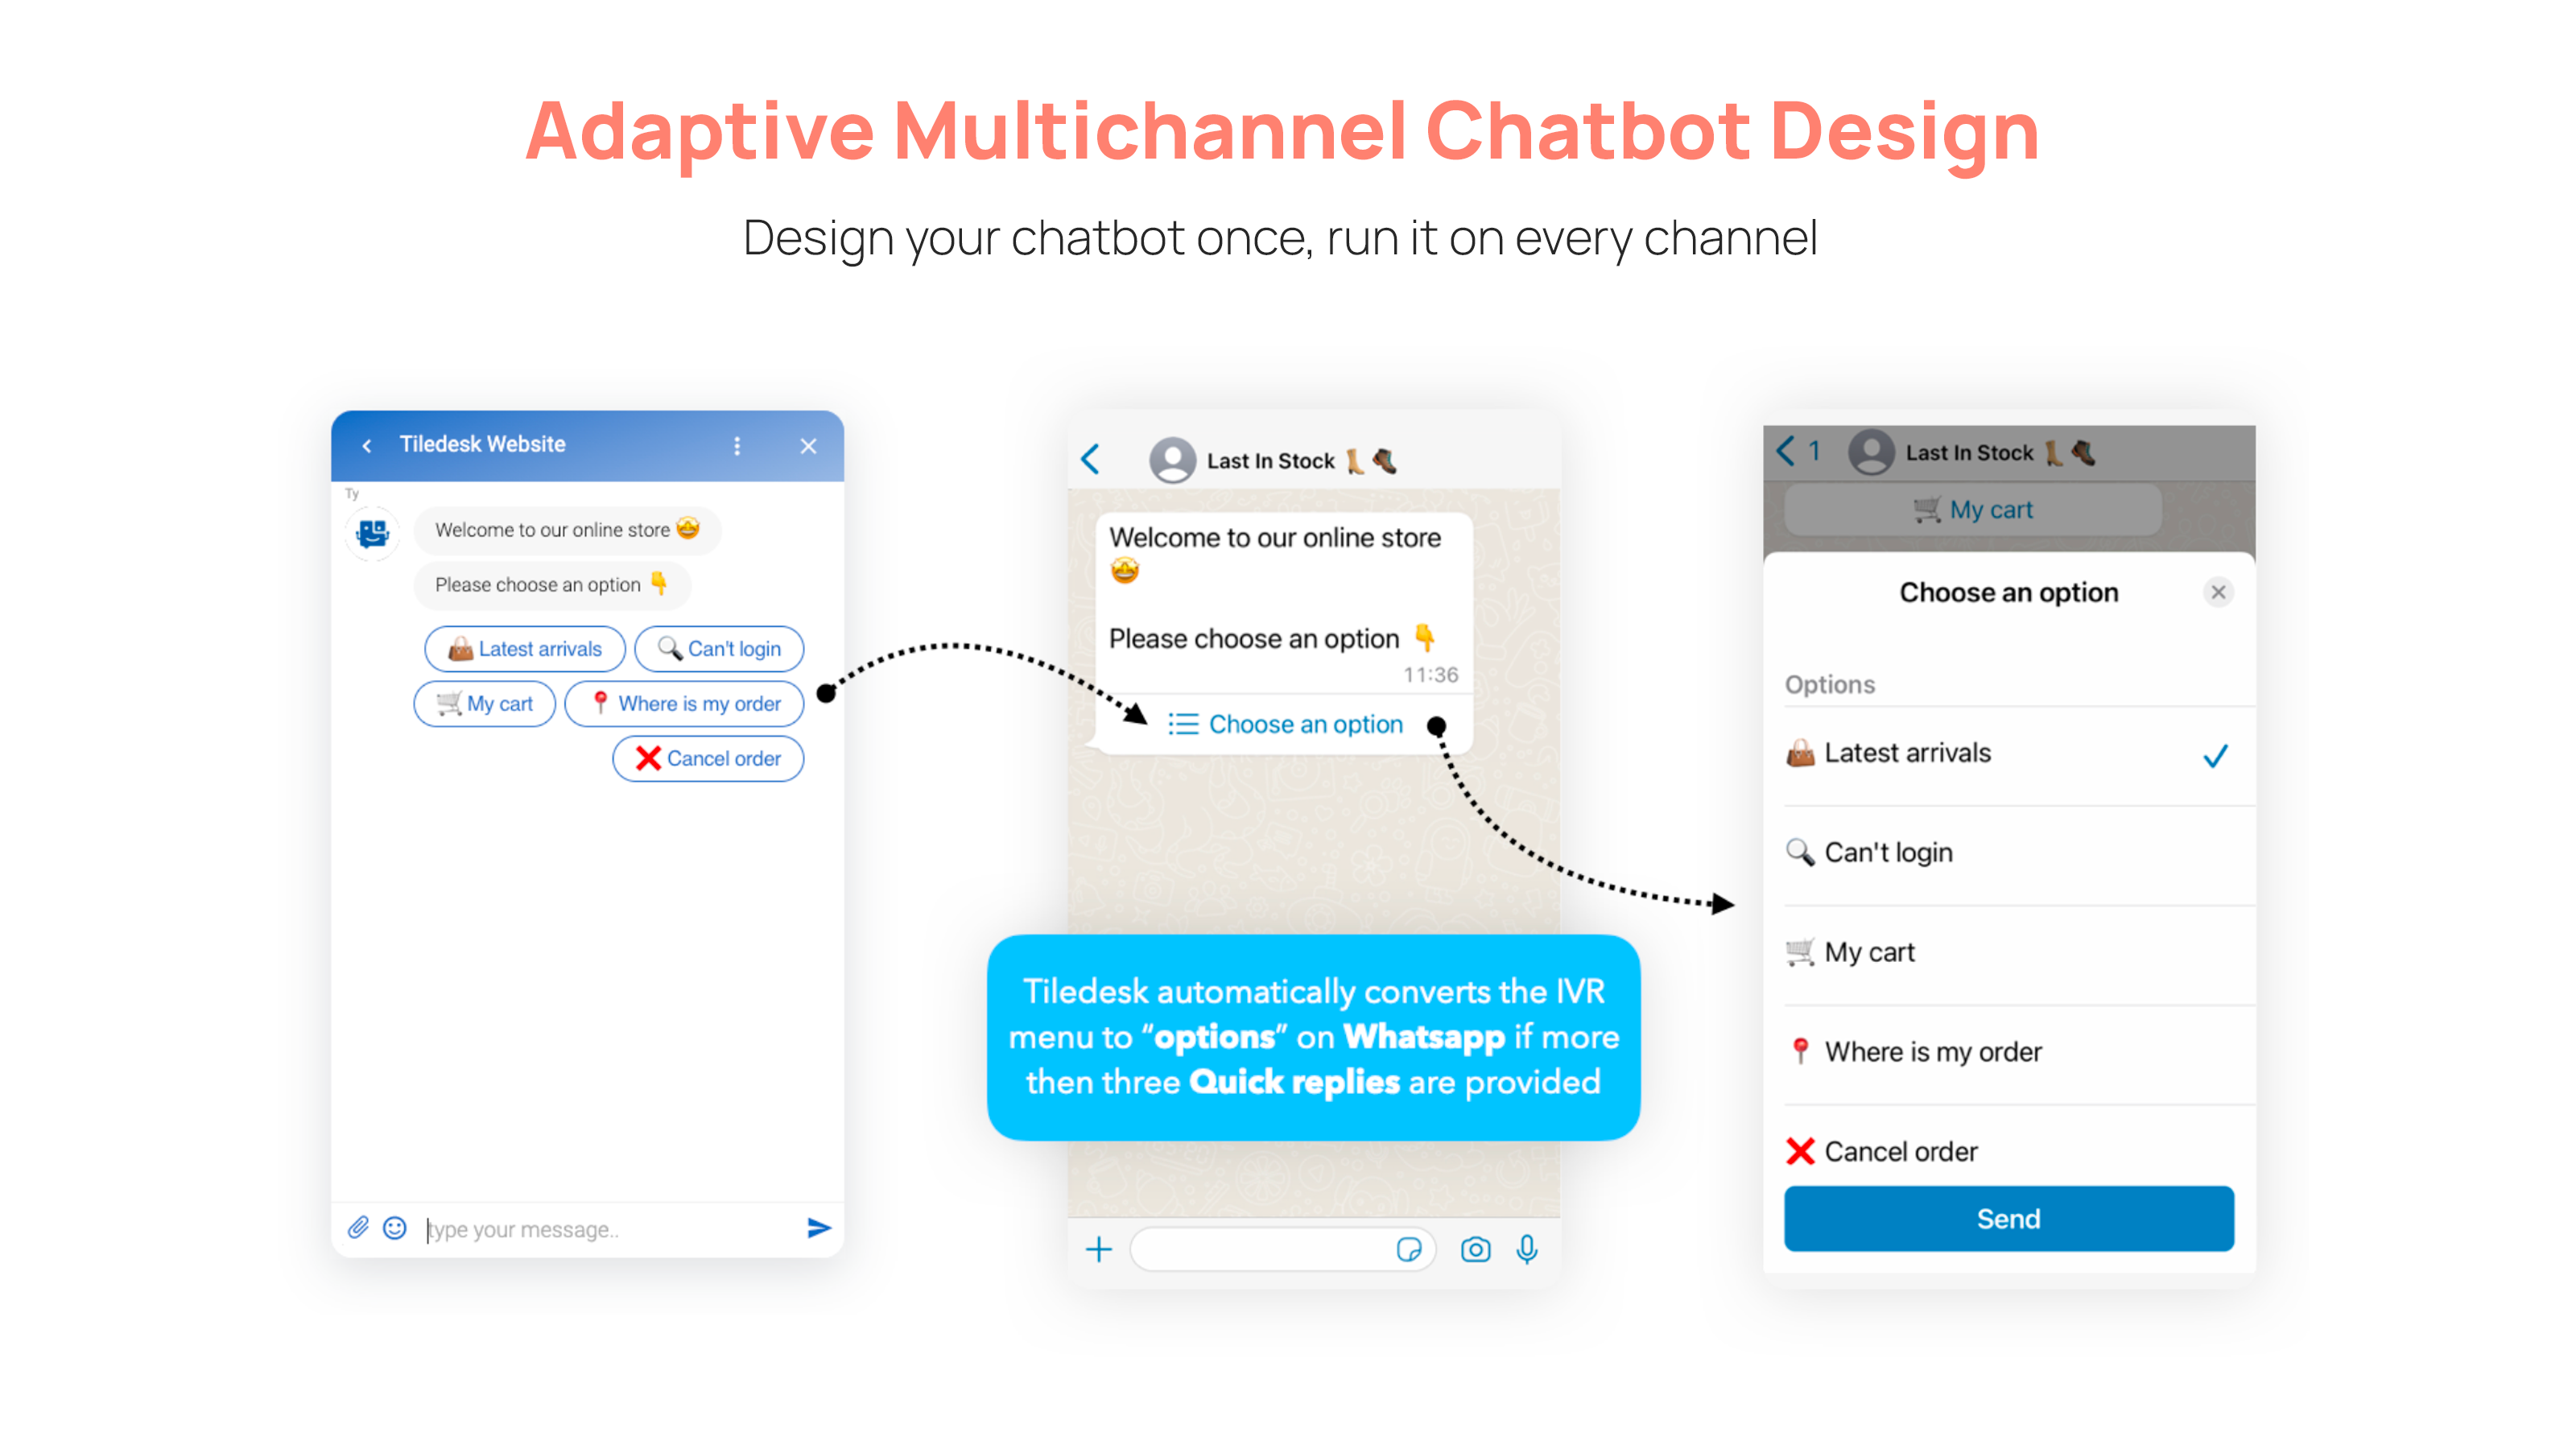 Adaptive Multichannel Chatbot Design
Design your chatbot once, run it on every channel
Tiledesk Website
Ty
Welcome to our online store 🤩
Please choose an option 👇
👜 Latest arrivals
🔍 Can't login
🛒 My cart
📍 Where is my order
❌ Cancel order
type your message..
Last In Stock 👢🥾
Welcome to our online store
🤩
Please choose an option 👇
11:36
Choose an option
Tiledesk automatically converts the IVR
menu to “options” on Whatsapp if more
then three Quick replies are provided
1
Last In Stock 👢🥾
🛒 My cart
Choose an option
Options
👜 Latest arrivals
🔍 Can't login
🛒 My cart
📍 Where is my order
❌ Cancel order
Send